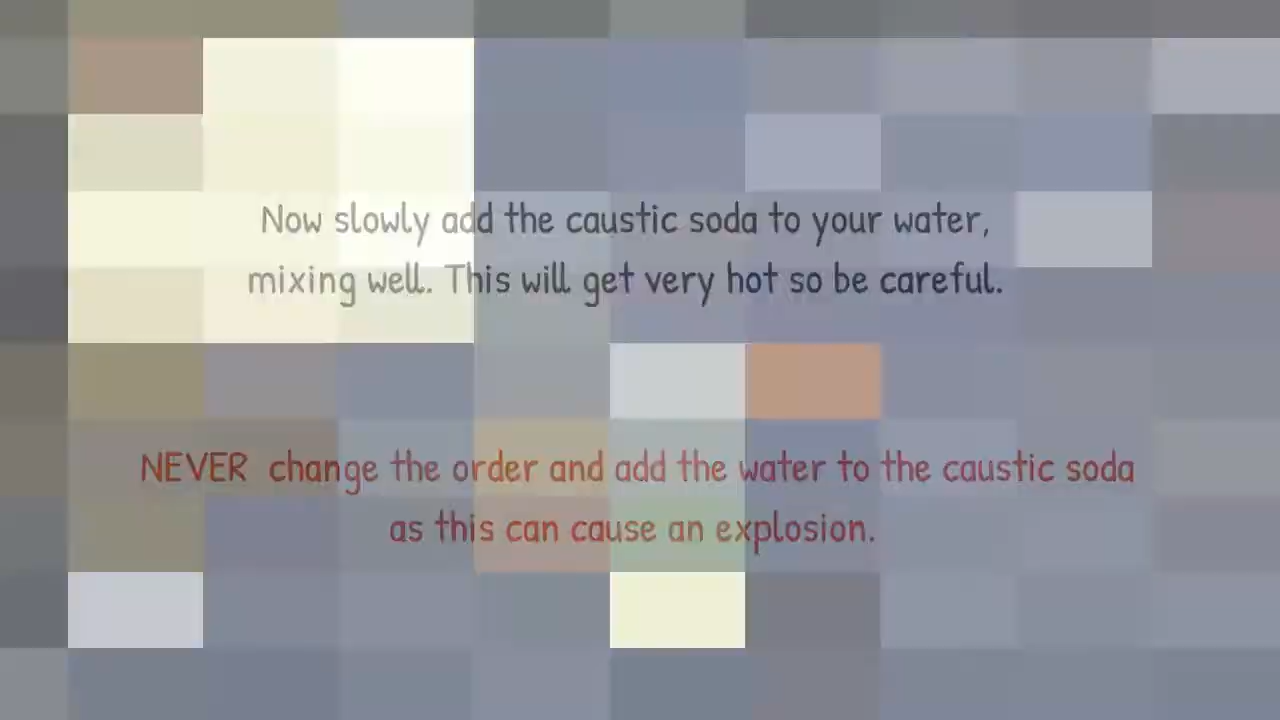 Now slowly add the caustic soda to your water,
mixing well. This will get very hot so be careful.
NEVER change the order and add the water to the caustic soda
as this can cause an explosion.